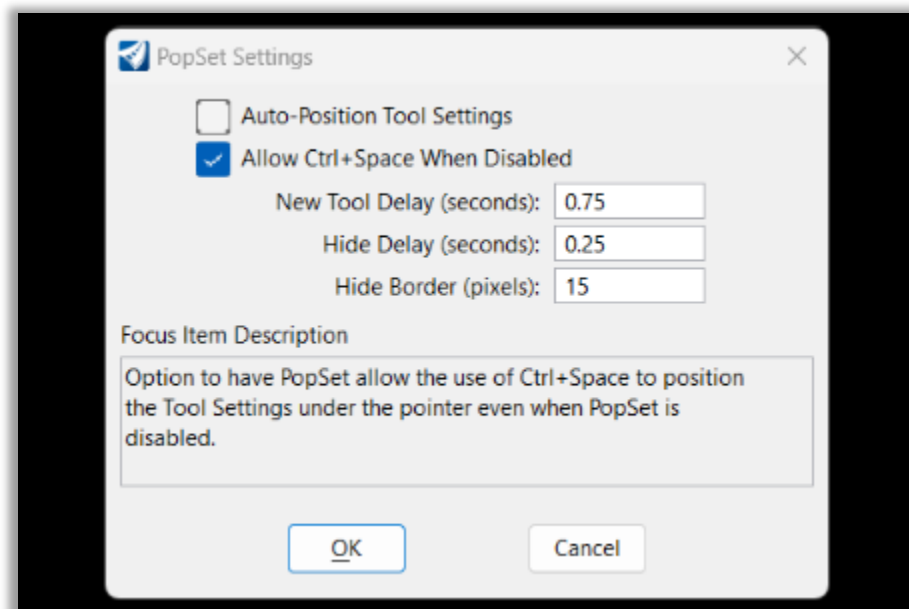 PopSet Settings
Auto-Position Tool Settings
Allow Ctrl+Space When Disabled
New Tool Delay (seconds): 0.75
Hide Delay (seconds): 0.25
Hide Border (pixels): 15
Focus Item Description
Option to have PopSet allow the use of Ctrl+Space to position
the Tool Settings under the pointer even when PopSet is
disabled.
OK Cancel